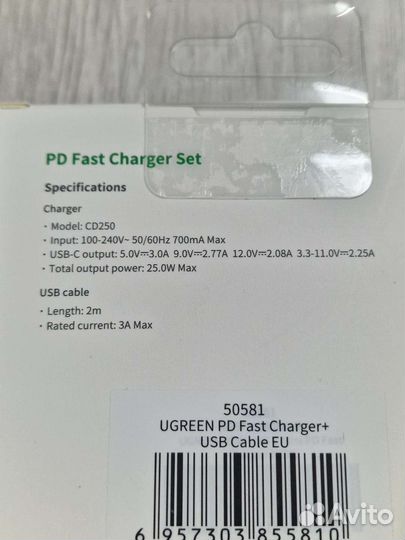 PD Fast Charger Set
Specifications
Charger
• Model: CD250
• Input: 100-240V~ 50/60Hz 700mA Max
• USB-C output: 5.0V⎓3.0A 9.0V⎓2.77A 12.0V⎓2.08A 3.3-11.0V⎓2.25A
• Total output power: 25.0W Max
USB cable
• Length: 2m
• Rated current: 3A Max
50581
UGREEN PD Fast Charger+
USB Cable EU
6 957303 855810
Avito